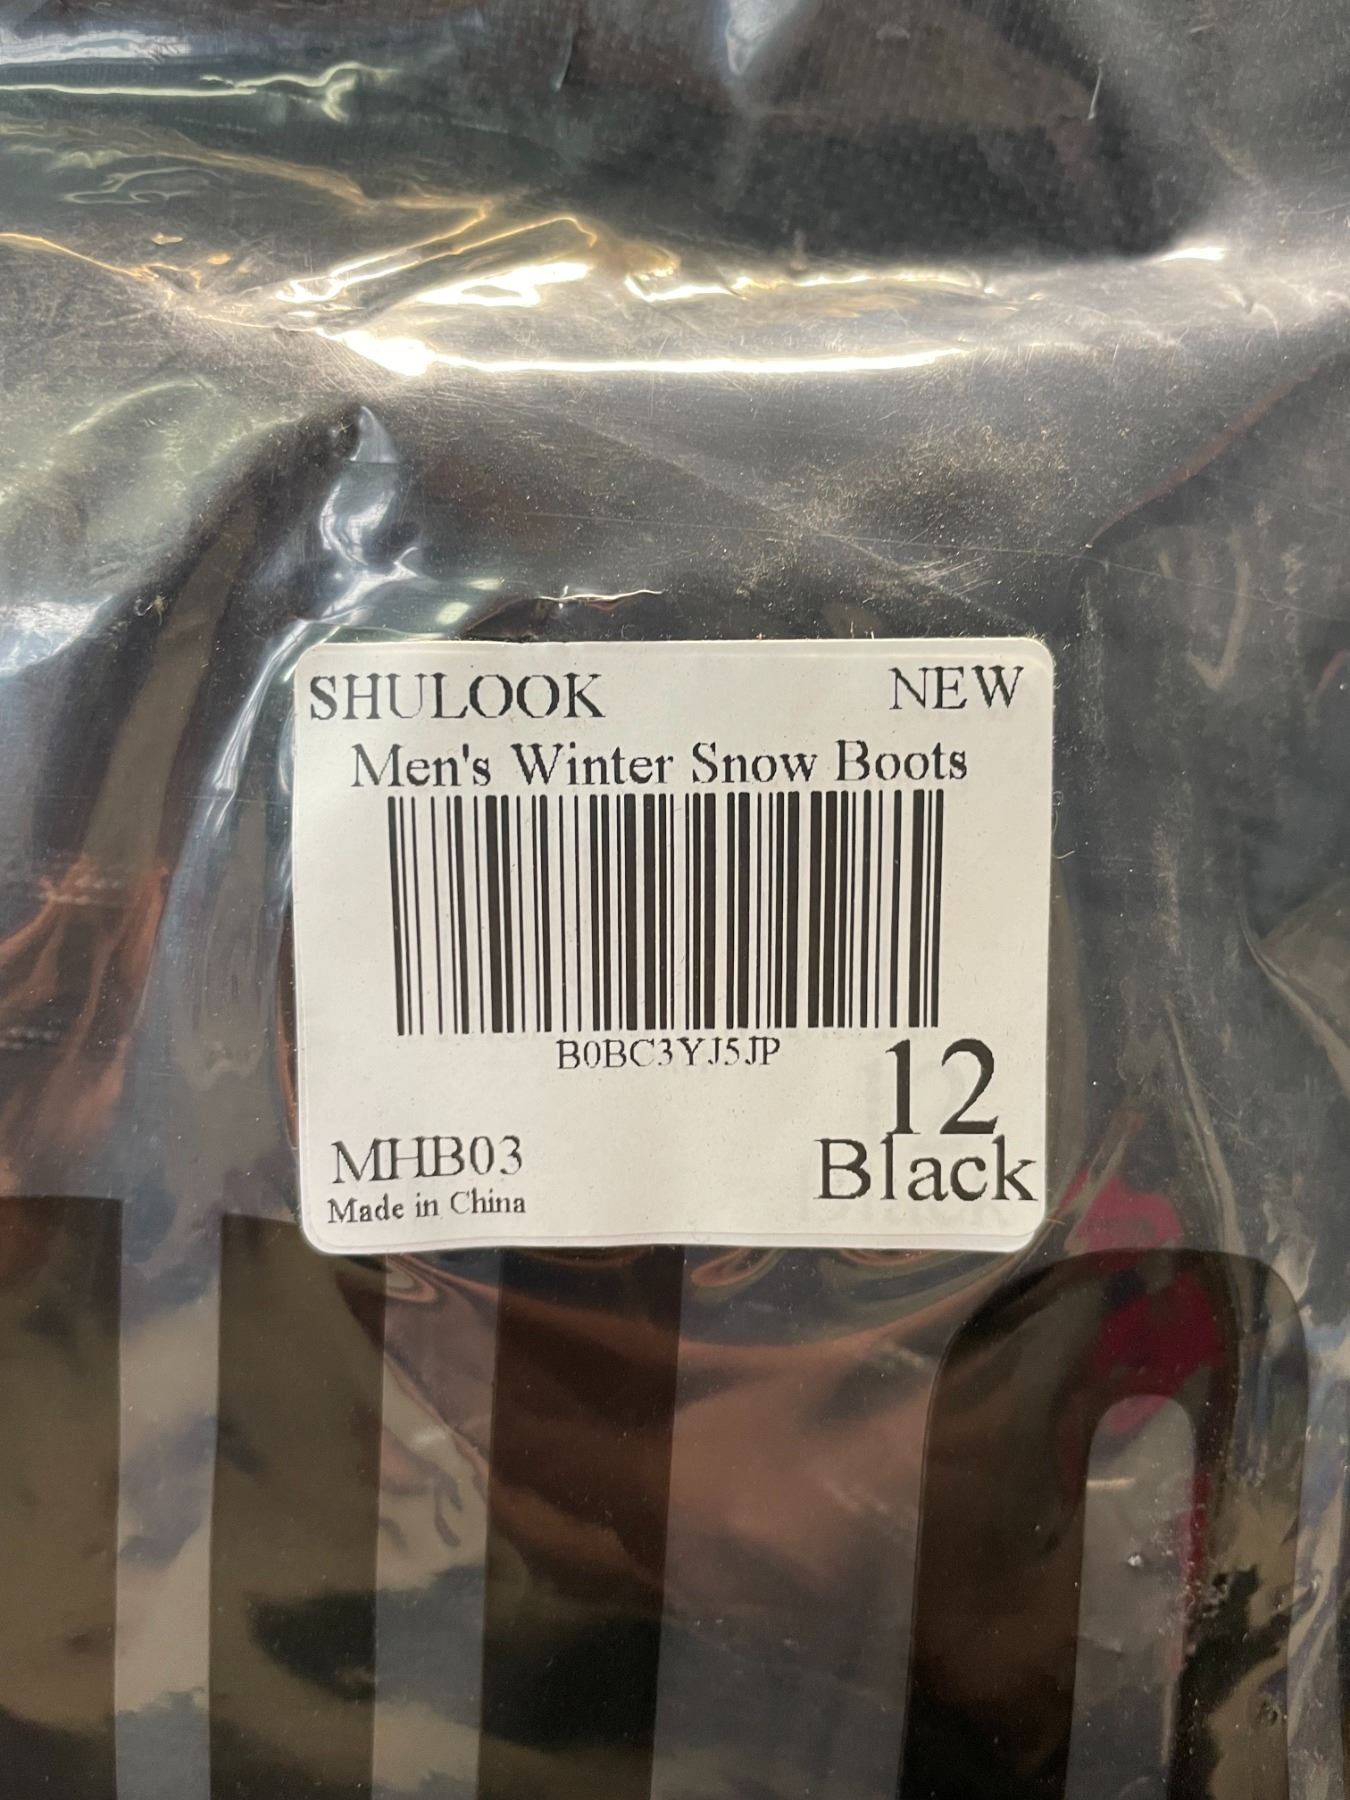 SHULOOK NEW
Men's Winter Snow Boots
B0BC3YJ5JP
12
MHB03 Black
Made in China